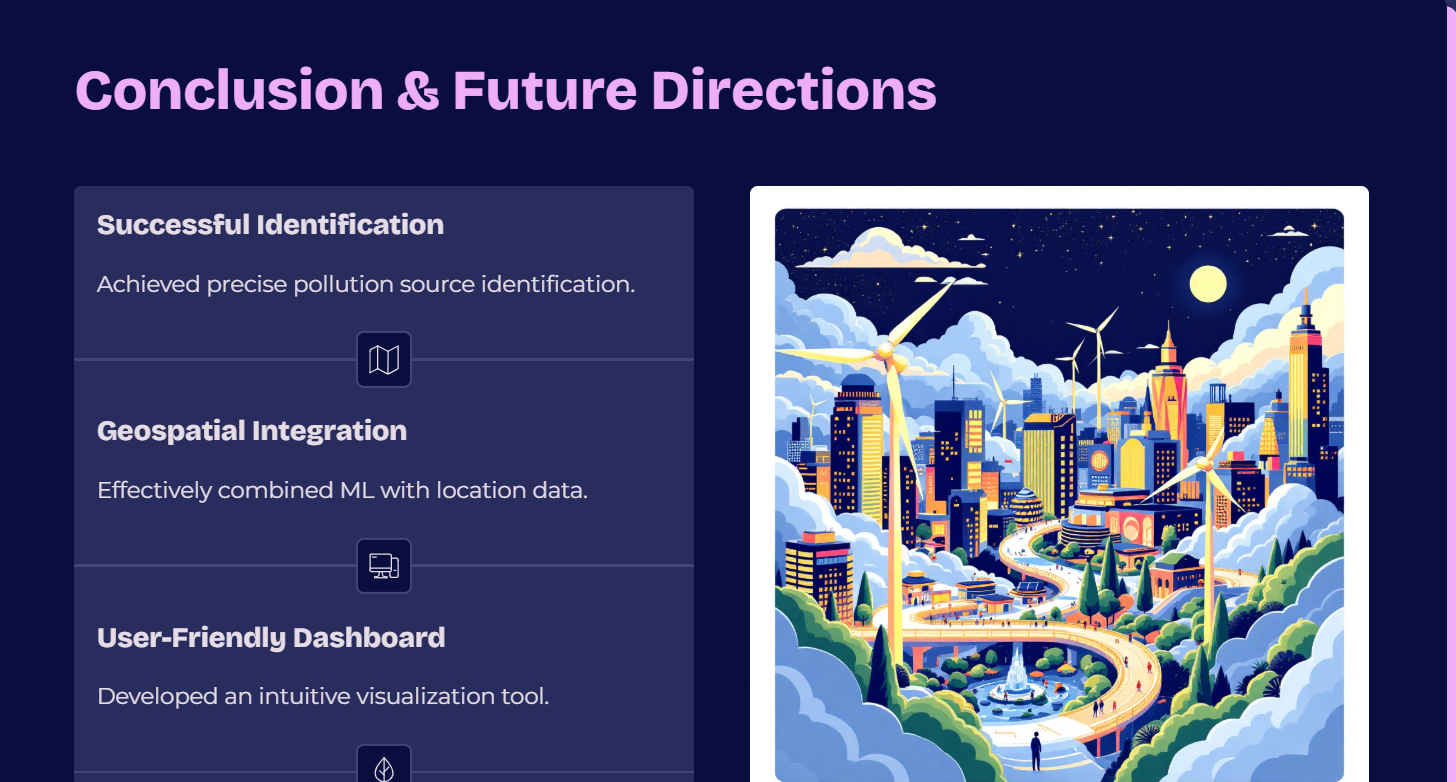 Conclusion & Future Directions
Successful Identification
Achieved precise pollution source identification.
Geospatial Integration
Effectively combined ML with location data.
User-Friendly Dashboard
Developed an intuitive visualization tool.